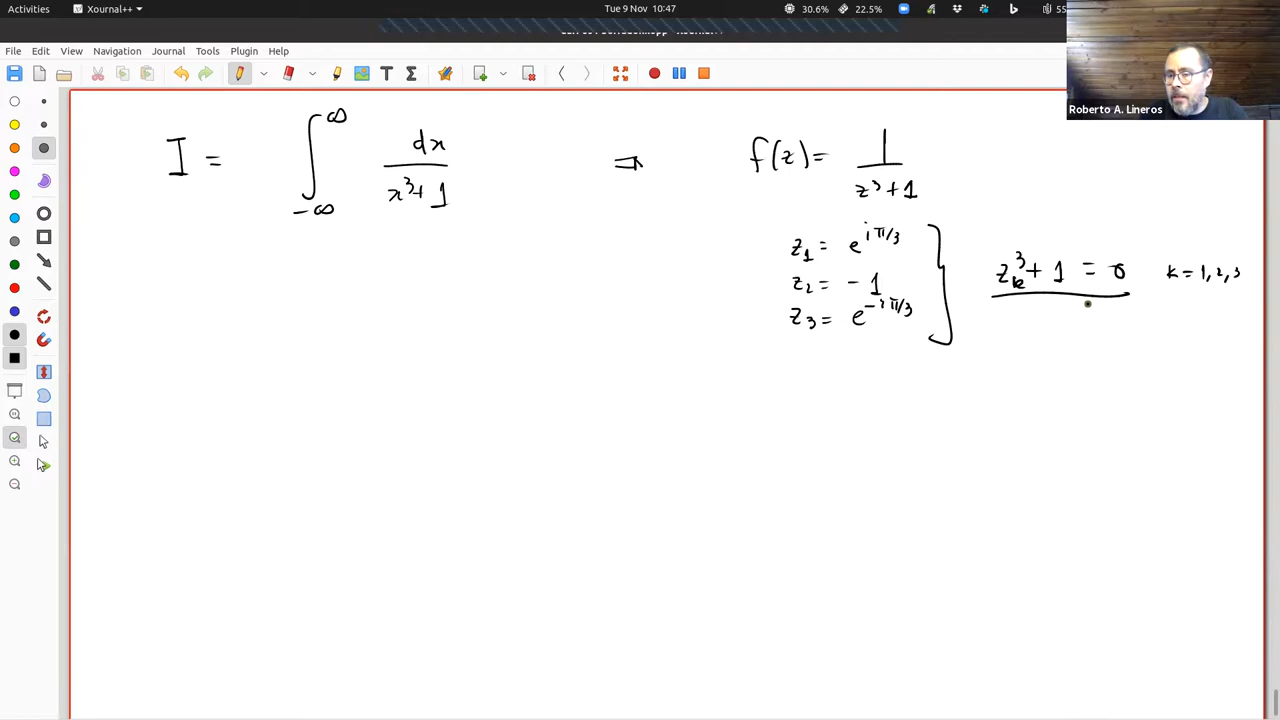 Activities Xournal++ Tue 9 Nov 10:47 30.6% 22.5%
File Edit View Navigation Journal Tools Plugin Help
Roberto A. Lineros
I = ∫_{-∞}^{∞} dx/(x³+1) ⇒ f(z) = 1/(z³+1)
z₁ = e^{iπ/3}
z₂ = -1
z₃ = e^{-iπ/3}
z_k³ + 1 = 0 k = 1, 2, 3